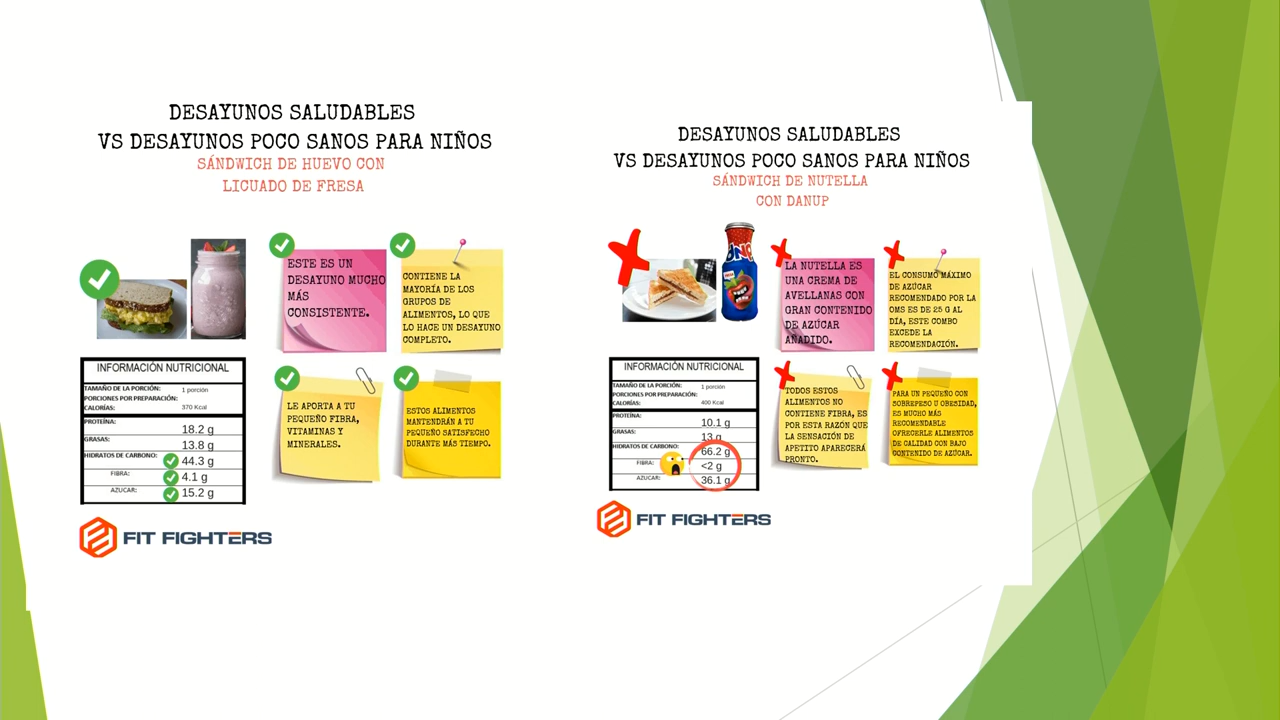 DESAYUNOS SALUDABLES
VS DESAYUNOS POCO SANOS PARA NIÑOS
SÁNDWICH DE HUEVO CON
LICUADO DE FRESA
ESTE ES UN
DESAYUNO MUCHO
MÁS
CONSISTENTE.
CONTIENE LA
MAYORÍA DE LOS
GRUPOS DE
ALIMENTOS, LO QUE
LO HACE UN DESAYUNO
COMPLETO.
INFORMACIÓN NUTRICIONAL
TAMAÑO DE LA PORCIÓN: 1 porción
PORCIONES POR PREPARACIÓN:
CALORÍAS: 370 Kcal
PROTEÍNA: 18.2 g
GRASAS: 13.8 g
HIDRATOS DE CARBONO: 44.3 g
FIBRA: 4.1 g
AZUCAR: 15.2 g
LE APORTA A TU
PEQUEÑO FIBRA,
VITAMINAS Y
MINERALES.
ESTOS ALIMENTOS
MANTENDRÁN A TU
PEQUEÑO SATISFECHO
DURANTE MÁS TIEMPO.
FIT FIGHTERS
DESAYUNOS SALUDABLES
VS DESAYUNOS POCO SANOS PARA NIÑOS
SÁNDWICH DE NUTELLA
CON DANUP
LA NUTELLA ES
UNA CREMA DE
AVELLANAS CON
GRAN CONTENIDO
DE AZÚCAR
AÑADIDO.
EL CONSUMO MÁXIMO
DE AZÚCAR
RECOMENDADO POR LA
OMS ES DE 25 G AL
DÍA, ESTE COMBO
EXCEDE LA
RECOMENDACIÓN.
INFORMACIÓN NUTRICIONAL
TAMAÑO DE LA PORCIÓN: 1 porción
PORCIONES POR PREPARACIÓN:
CALORÍAS: 400 Kcal
PROTEÍNA: 10.1 g
GRASAS: 13 g
HIDRATOS DE CARBONO: 66.2 g
FIBRA: <2 g
AZUCAR: 36.1 g
TODOS ESTOS
ALIMENTOS NO
CONTIENE FIBRA, ES
POR ESTA RAZÓN QUE
LA SENSACIÓN DE
APETITO APARECERÁ
PRONTO.
PARA UN PEQUEÑO CON
SOBREPESO U OBESIDAD,
ES MUCHO MÁS
RECOMENDABLE
OFRECERLE ALIMENTOS
DE CALIDAD CON BAJO
CONTENIDO DE AZÚCAR.
FIT FIGHTERS